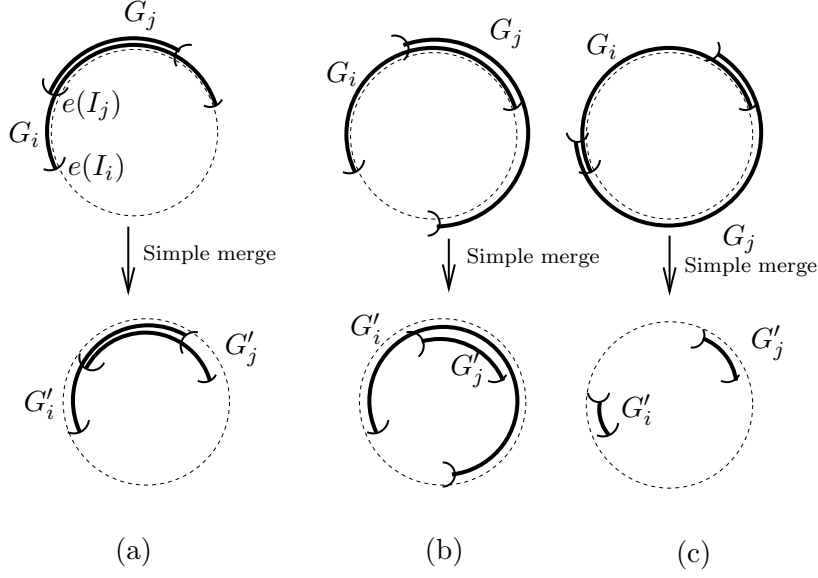 G_j
G_i
e(I_j)
e(I_i)
Simple merge
G'_j
G'_i
(a)
G_j
G_i
Simple merge
G'_i
G'_j
(b)
G_i
G_j
Simple merge
G'_j
G'_i
(c)